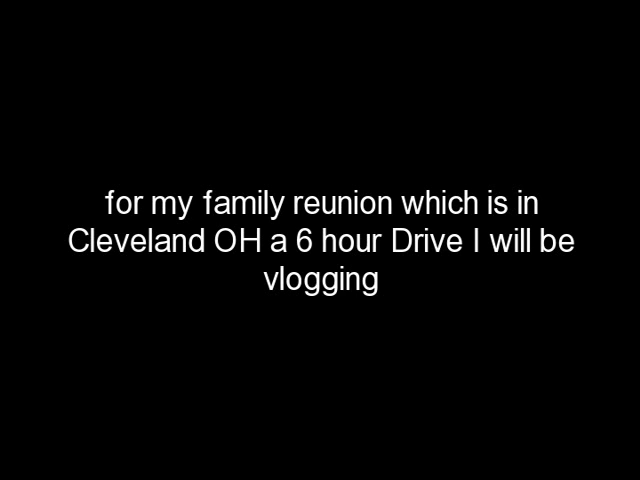 for my family reunion which is in
Cleveland OH a 6 hour Drive I will be
vlogging